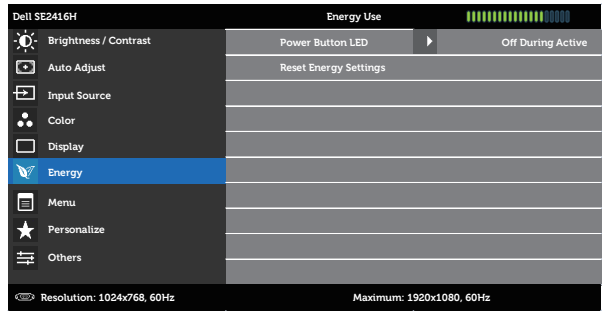 Dell SE2416H Energy Use
Brightness / Contrast Power Button LED Off During Active
Auto Adjust Reset Energy Settings
Input Source
Color
Display
Energy
Menu
Personalize
Others
Resolution: 1024x768, 60Hz Maximum: 1920x1080, 60Hz